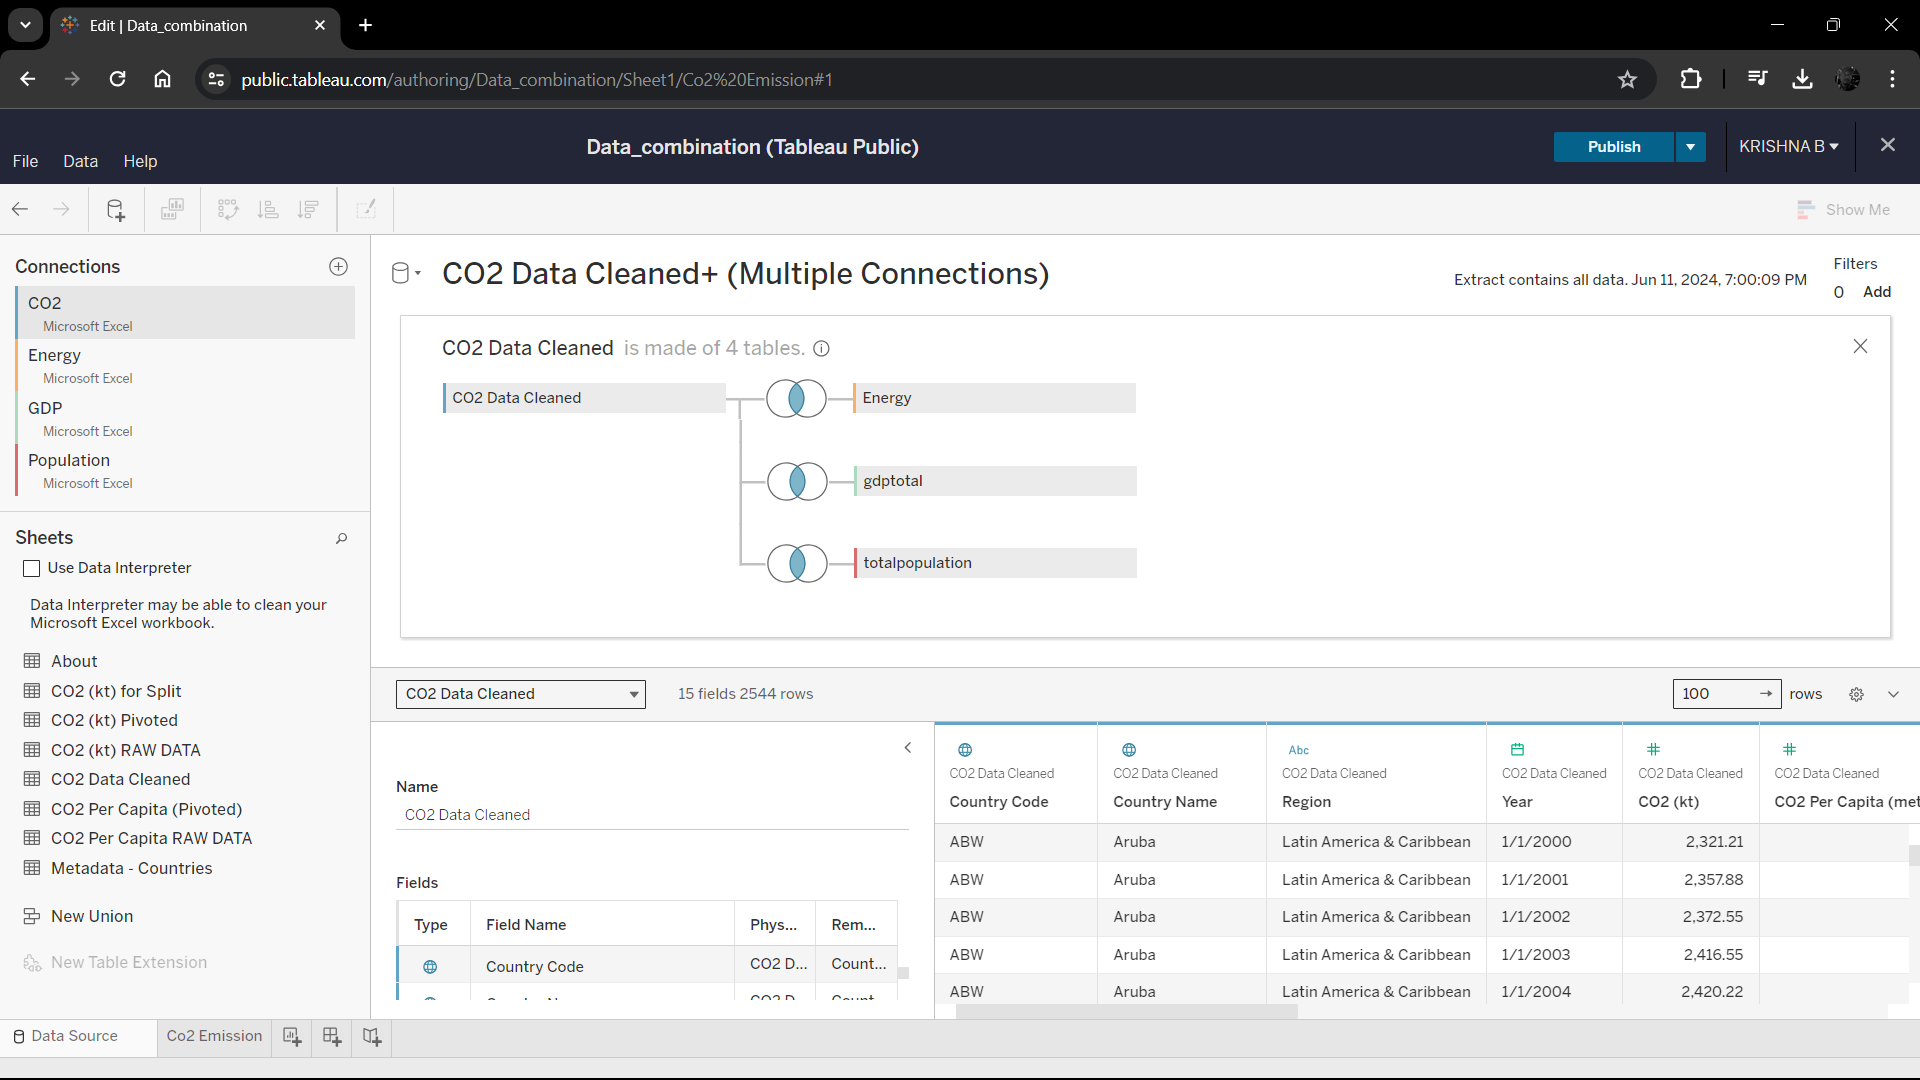 Edit | Data_combination
public.tableau.com/authoring/Data_combination/Sheet1/Co2%20Emission#1
Data_combination (Tableau Public)
Publish
KRISHNA B
File Data Help
Show Me
Connections
CO2
Microsoft Excel
Energy
Microsoft Excel
GDP
Microsoft Excel
Population
Microsoft Excel
Sheets
Use Data Interpreter
Data Interpreter may be able to clean your
Microsoft Excel workbook.
About
CO2 (kt) for Split
CO2 (kt) Pivoted
CO2 (kt) RAW DATA
CO2 Data Cleaned
CO2 Per Capita (Pivoted)
CO2 Per Capita RAW DATA
Metadata - Countries
New Union
New Table Extension
CO2 Data Cleaned+ (Multiple Connections)
Extract contains all data. Jun 11, 2024, 7:00:09 PM
Filters
0 Add
CO2 Data Cleaned is made of 4 tables.
CO2 Data Cleaned
Energy
gdptotal
totalpopulation
CO2 Data Cleaned
15 fields 2544 rows
100 rows
Name
CO2 Data Cleaned
Fields
Type Field Name Phys... Rem...
Country Code CO2 D... Count...
CO2 Data Cleaned CO2 Data Cleaned Abc CO2 Data Cleaned CO2 Data Cleaned CO2 Data Cleaned CO2 Data Cleaned
Country Code Country Name Region Year CO2 (kt) CO2 Per Capita (met
ABW Aruba Latin America & Caribbean 1/1/2000 2,321.21
ABW Aruba Latin America & Caribbean 1/1/2001 2,357.88
ABW Aruba Latin America & Caribbean 1/1/2002 2,372.55
ABW Aruba Latin America & Caribbean 1/1/2003 2,416.55
ABW Aruba Latin America & Caribbean 1/1/2004 2,420.22
Data Source Co2 Emission